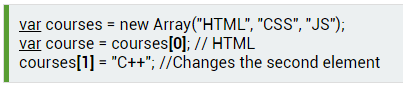 var courses = new Array("HTML", "CSS", "JS");
var course = courses[0]; // HTML
courses[1] = "C++"; //Changes the second element